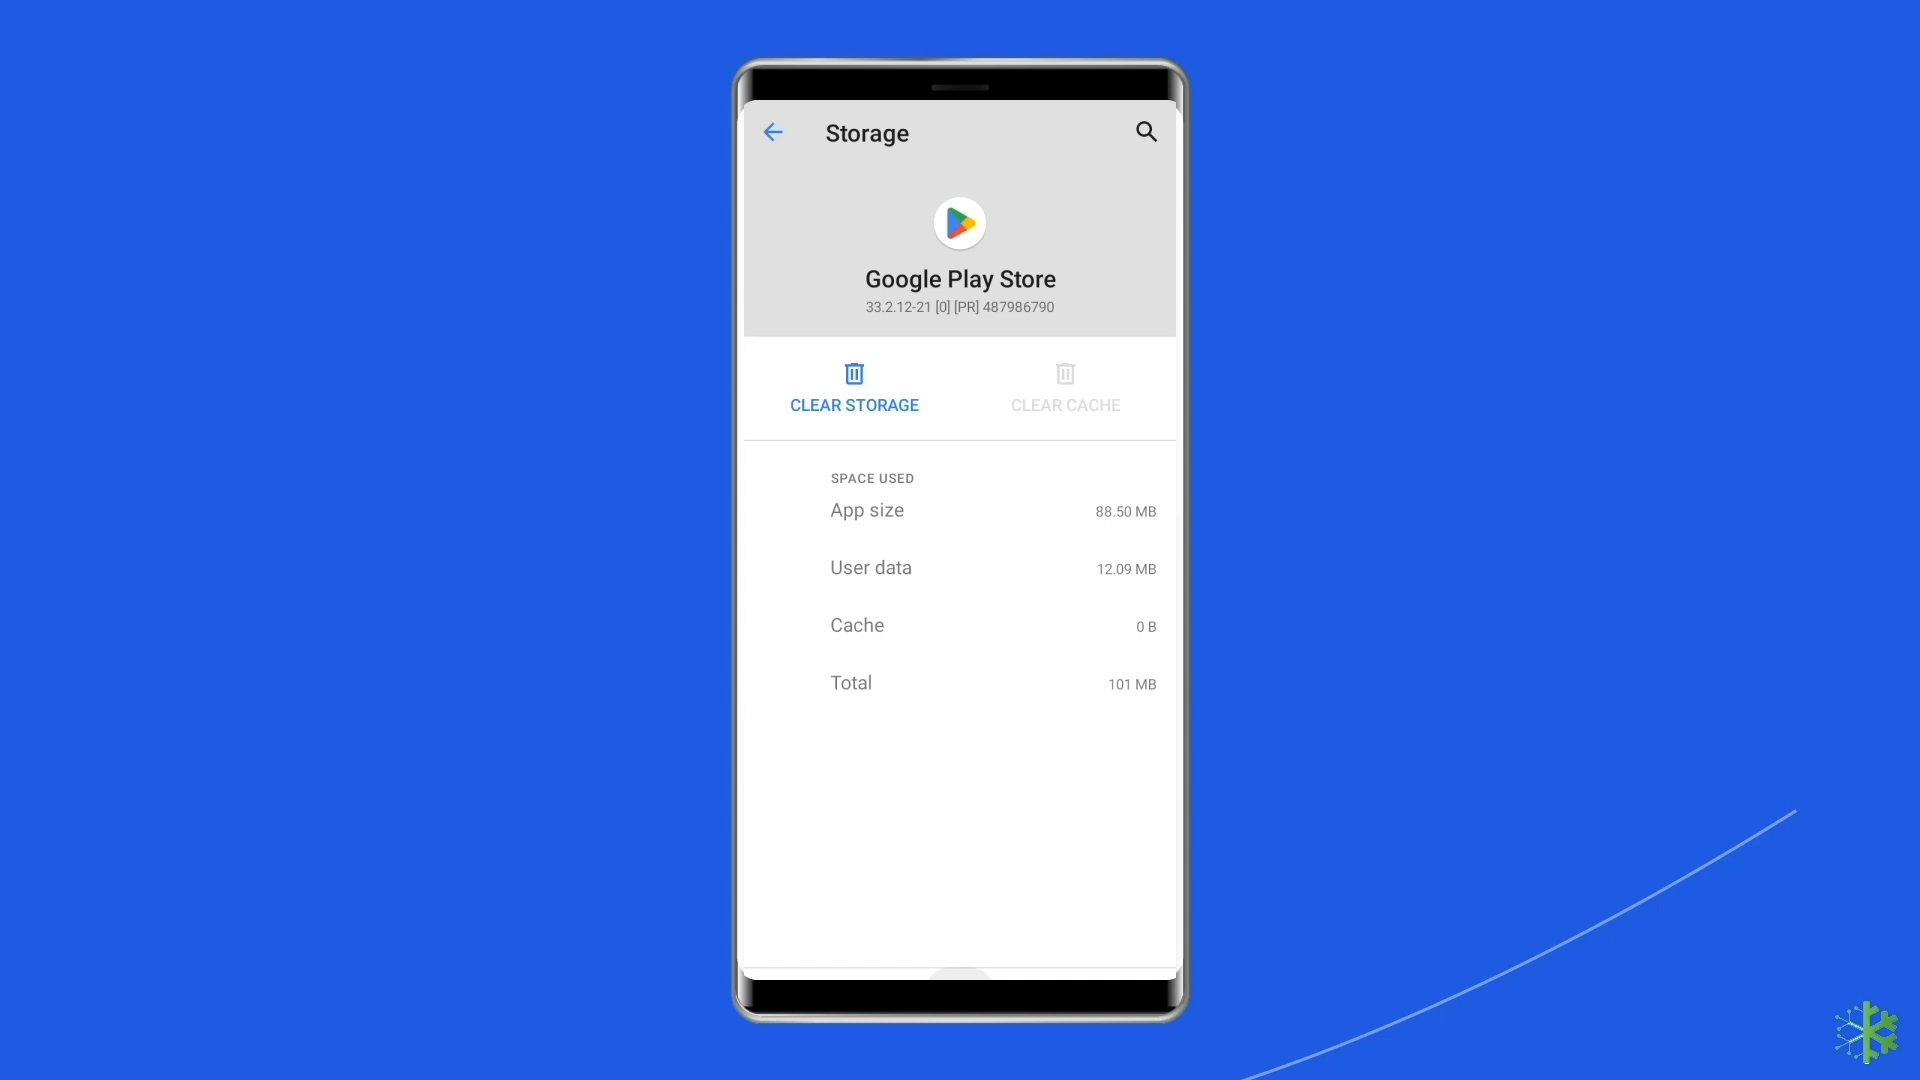 Storage
Google Play Store
33.2.12-21 [0] [PR] 487986790
CLEAR STORAGE
CLEAR CACHE
SPACE USED
App size 88.50 MB
User data 12.09 MB
Cache 0 B
Total 101 MB